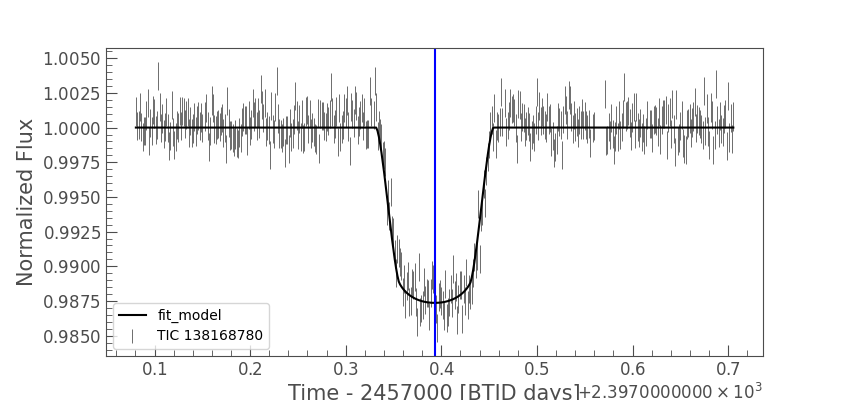 1.0050
1.0025
1.0000
0.9975
0.9950
0.9925
0.9900
0.9875
0.9850
Normalized Flux
fit_model
TIC 138168780
0.1 0.2 0.3 0.4 0.5 0.6 0.7
Time - 2457000 [BTJD days]
+2.3970000000 × 10³